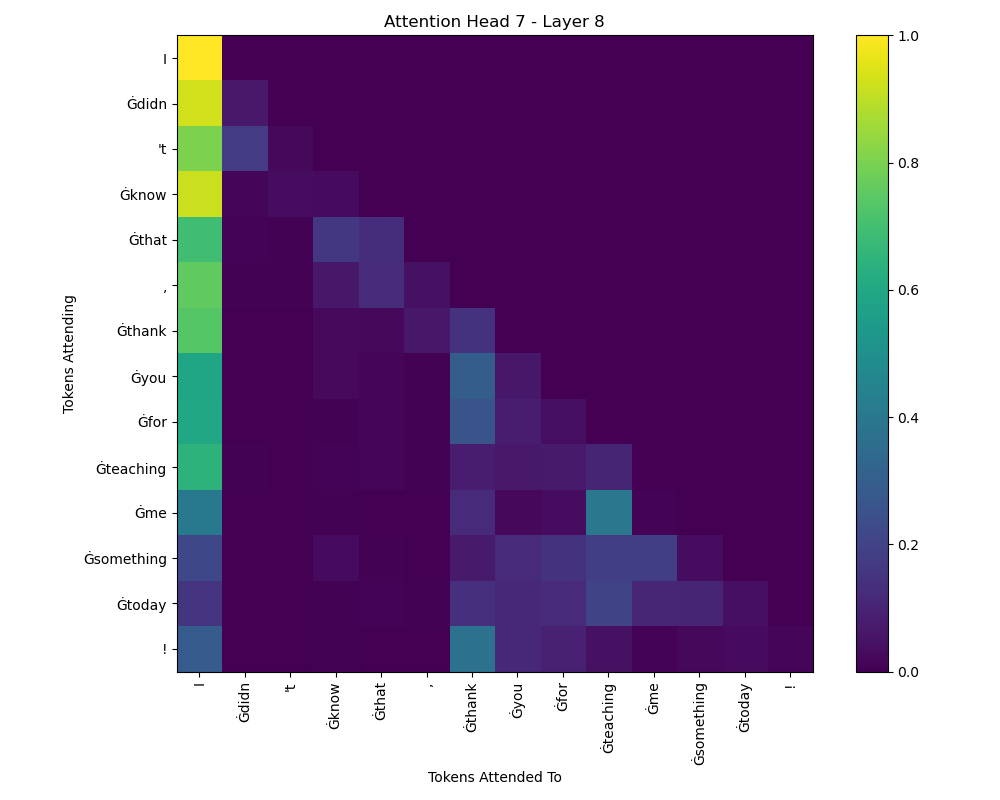 Attention Head 7 - Layer 8
Tokens Attending
I
Ġdidn
't
Ġknow
Ġthat
,
Ġthank
Ġyou
Ġfor
Ġteaching
Ġme
Ġsomething
Ġtoday
!
I
Ġdidn
't
Ġknow
Ġthat
,
Ġthank
Ġyou
Ġfor
Ġteaching
Ġme
Ġsomething
Ġtoday
!
Tokens Attended To
1.0
0.8
0.6
0.4
0.2
0.0